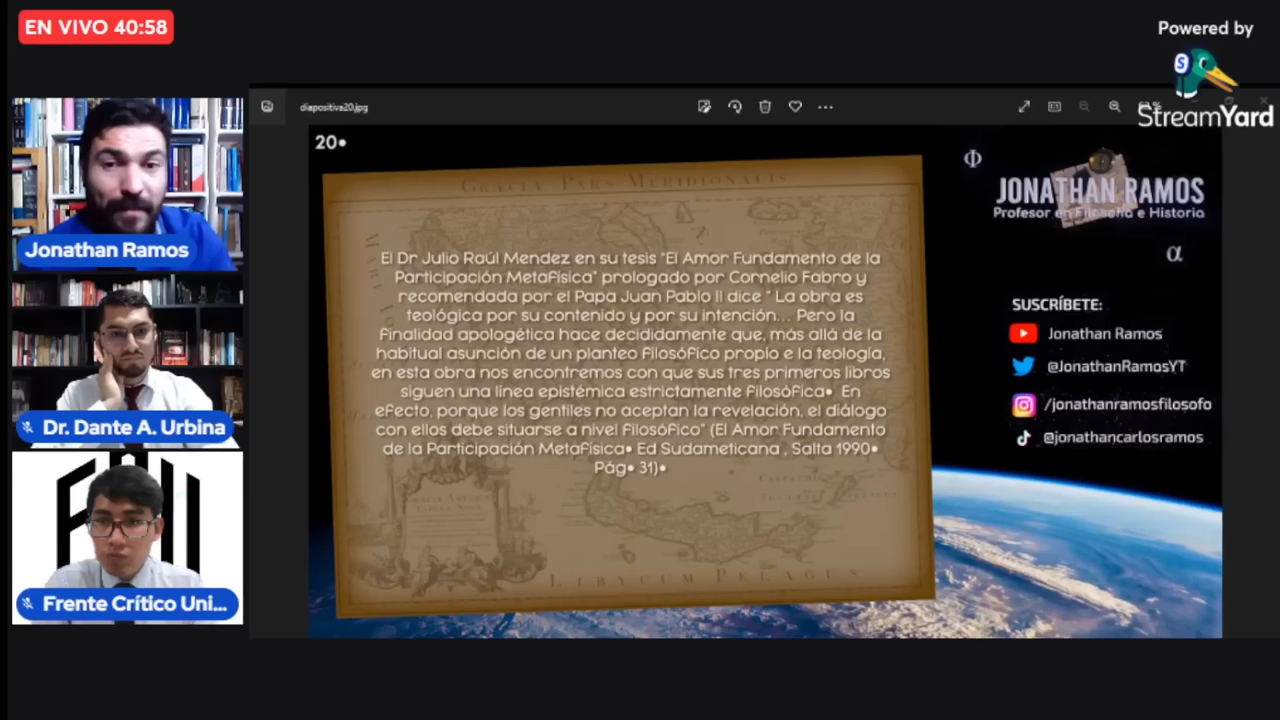 EN VIVO 40:58
Powered by
S
StreamYard
diapositiva20.jpg
20•
GRÆCIA PARS MERIDIONALIS
Φ
JONATHAN RAMOS
Profesor en Filosofía e Historia
α
Jonathan Ramos
Dr. Dante A. Urbina
Frente Crítico Uni...
El Dr Julio Raúl Mendez en su tesis "El Amor Fundamento de la
Participación Metafísica" prologado por Cornelio Fabro y
recomendada por el Papa Juan Pablo II dice " La obra es
teológica por su contenido y por su intención... Pero la
finalidad apologética hace decididamente que, más allá de la
habitual asunción de un planteo filosófico propio e la teología,
en esta obra nos encontremos con que sus tres primeros libros
siguen una línea epistémica estrictamente filosófica• En
efecto, porque los gentiles no aceptan la revelación, el diálogo
con ellos debe situarse a nivel filosófico" (El Amor Fundamento
de la Participación Metafísica• Ed Sudameticana , Salta 1990•
Pág• 31)•
LIBYCUM PELAGUS
SUSCRÍBETE:
Jonathan Ramos
@JonathanRamosYT
/jonathanramosfilosofo
@jonathancarlosramos